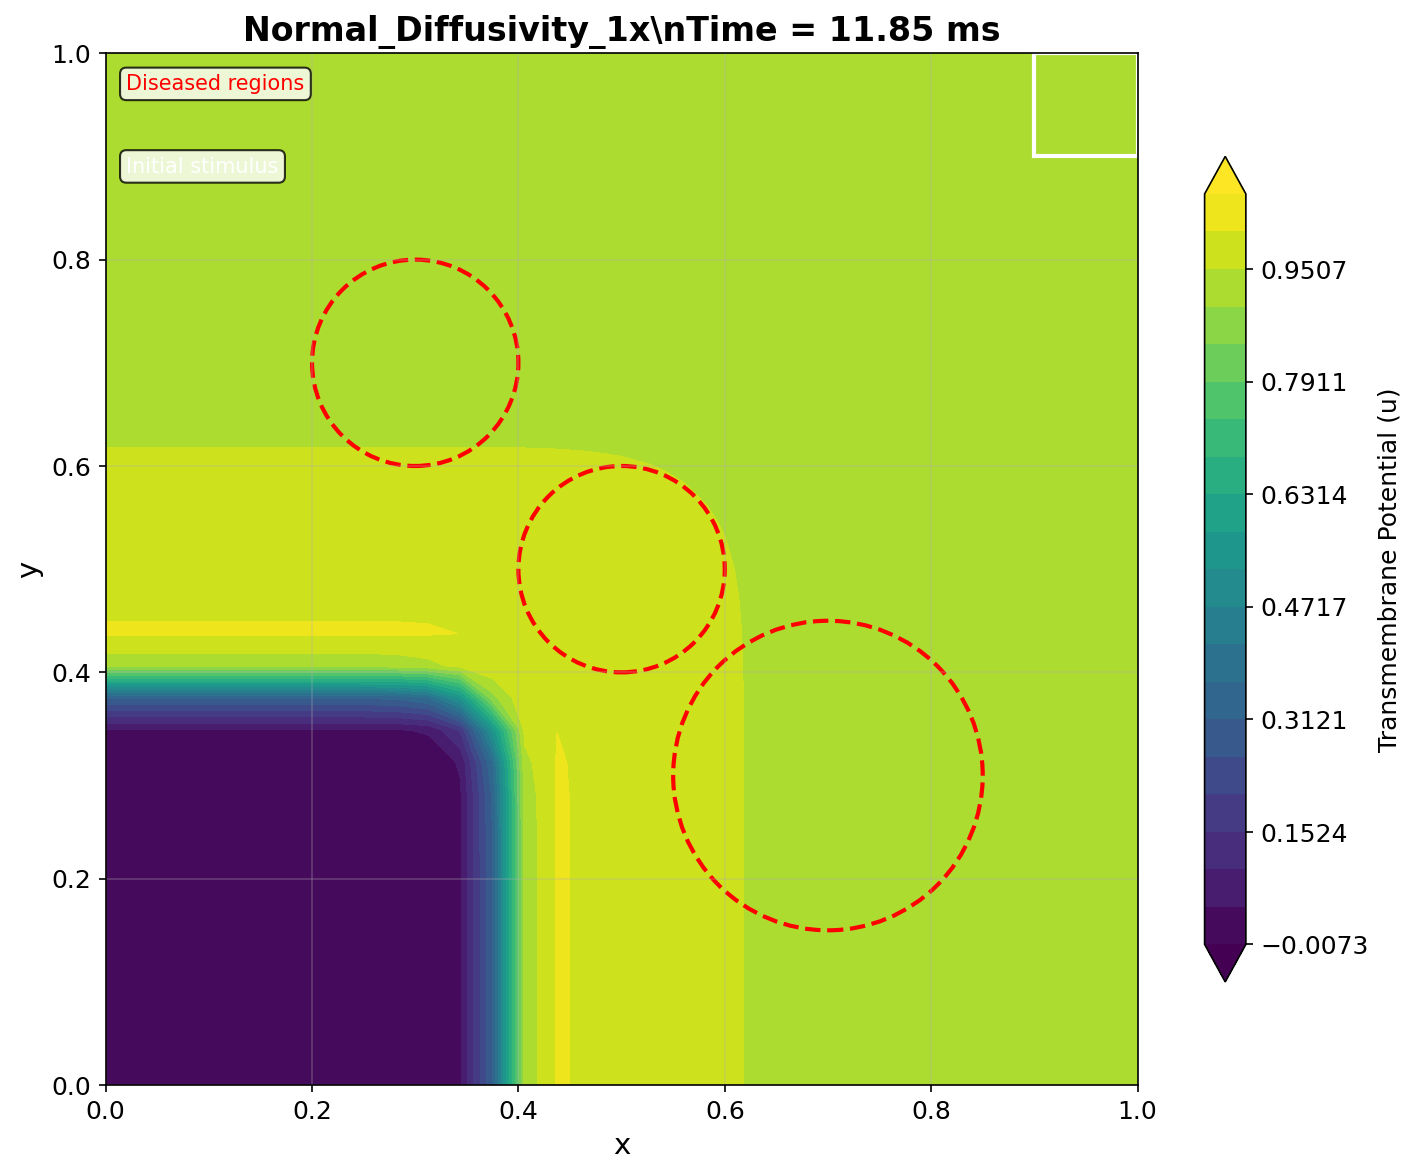 Normal_Diffusivity_1x\nTime = 11.85 ms
Diseased regions
Initial stimulus
1.0
0.8
0.6
0.4
0.2
0.0
y
0.0 0.2 0.4 0.6 0.8 1.0
x
0.9507
0.7911
0.6314
0.4717
0.3121
0.1524
−0.0073
Transmembrane Potential (u)